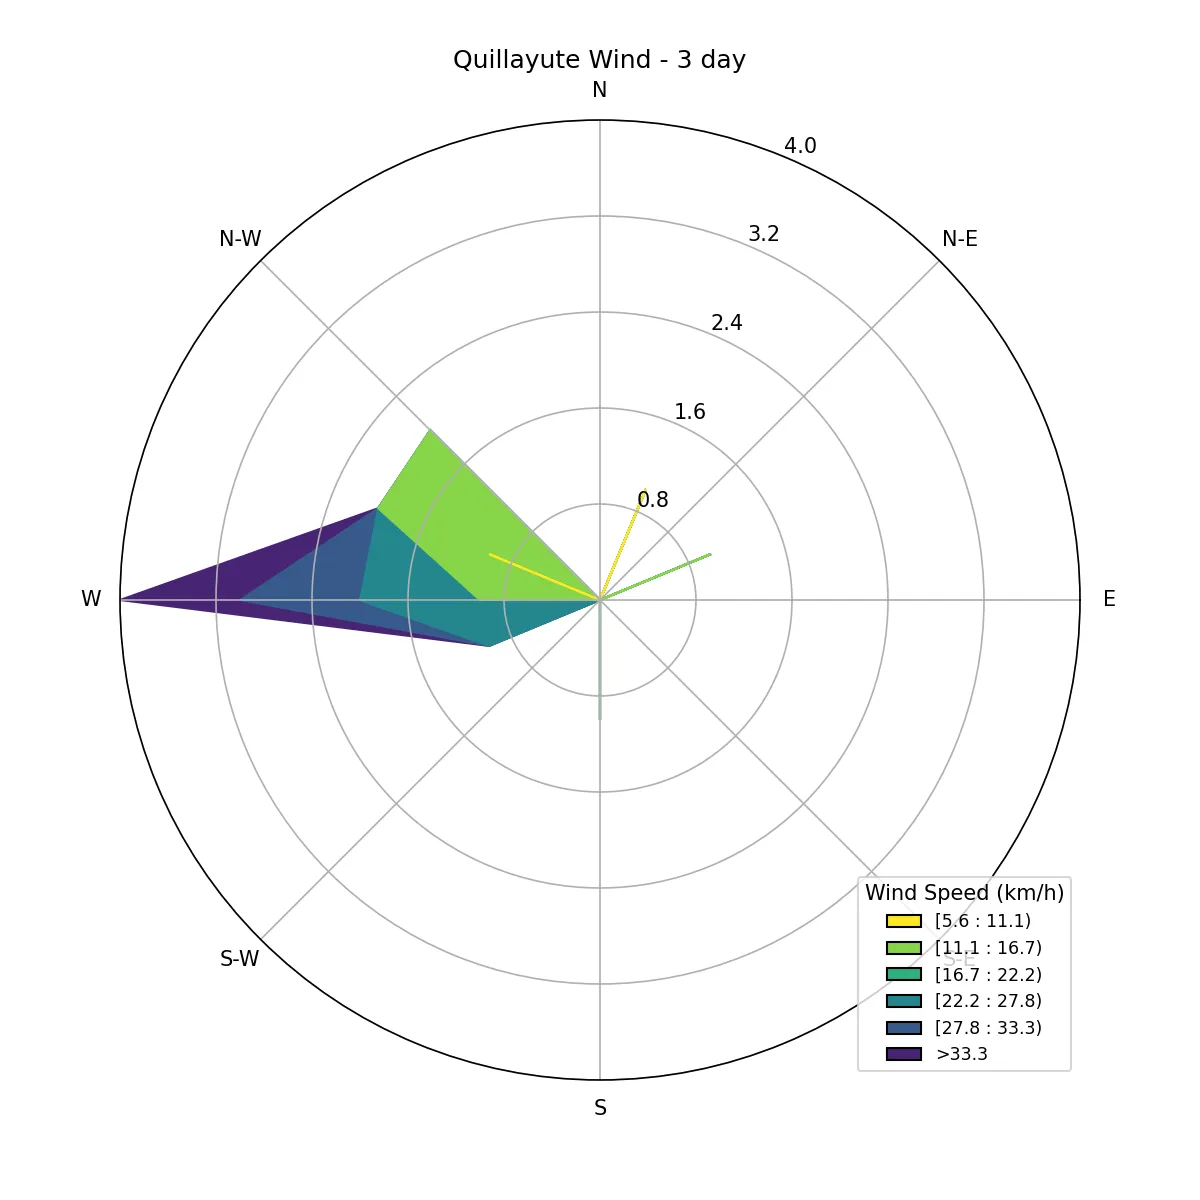 Quillayute Wind - 3 day
N
4.0
N-W
3.2
N-E
2.4
1.6
0.8
W
E
Wind Speed (km/h)
[5.6 : 11.1)
[11.1 : 16.7)
S-W
S-E
[16.7 : 22.2)
[22.2 : 27.8)
[27.8 : 33.3)
>33.3
S